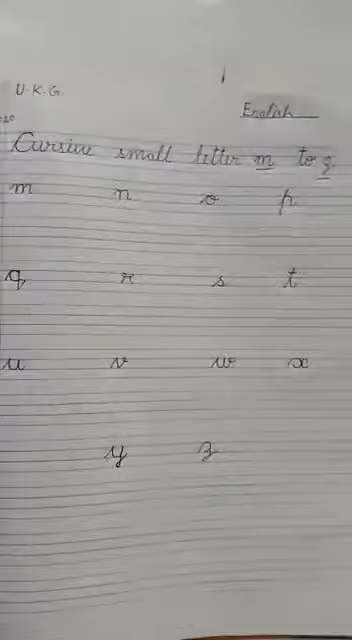 U.K.G.
English
Cursive small letter m to z
m n o p
q r s t
u v w x
y z